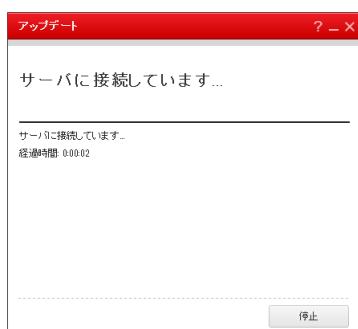 アップデート ? _ ×
サーバに接続しています...
サーバに接続しています...
経過時間: 0:00:02
停止